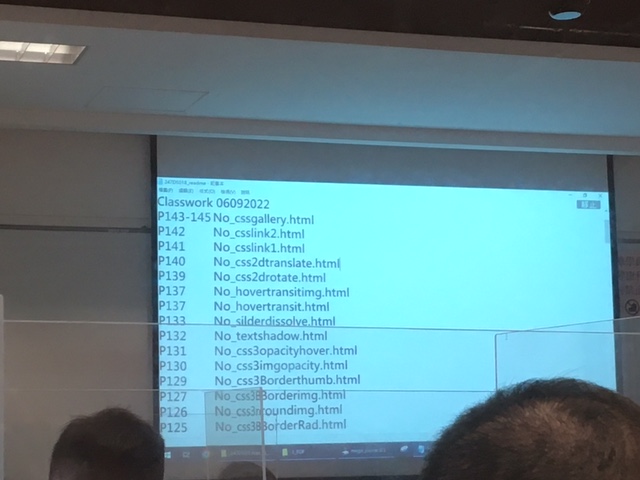 Classwork 06092022
P143-145 No_cssgallery.html
P142 No_csslink2.html
P141 No_csslink1.html
P140 No_css2dtranslate.html
P139 No_css2drotate.html
P137 No_hovertransitimg.html
P137 No_hovertransit.html
P133 No_silderdissolve.html
P132 No_textshadow.html
P131 No_css3opacityhover.html
P130 No_css3imgopacity.html
P129 No_css3Borderthumb.html
P127 No_css3Borderimg.html
P126 No_css3roundimg.html
P125 No_css3BorderRad.html